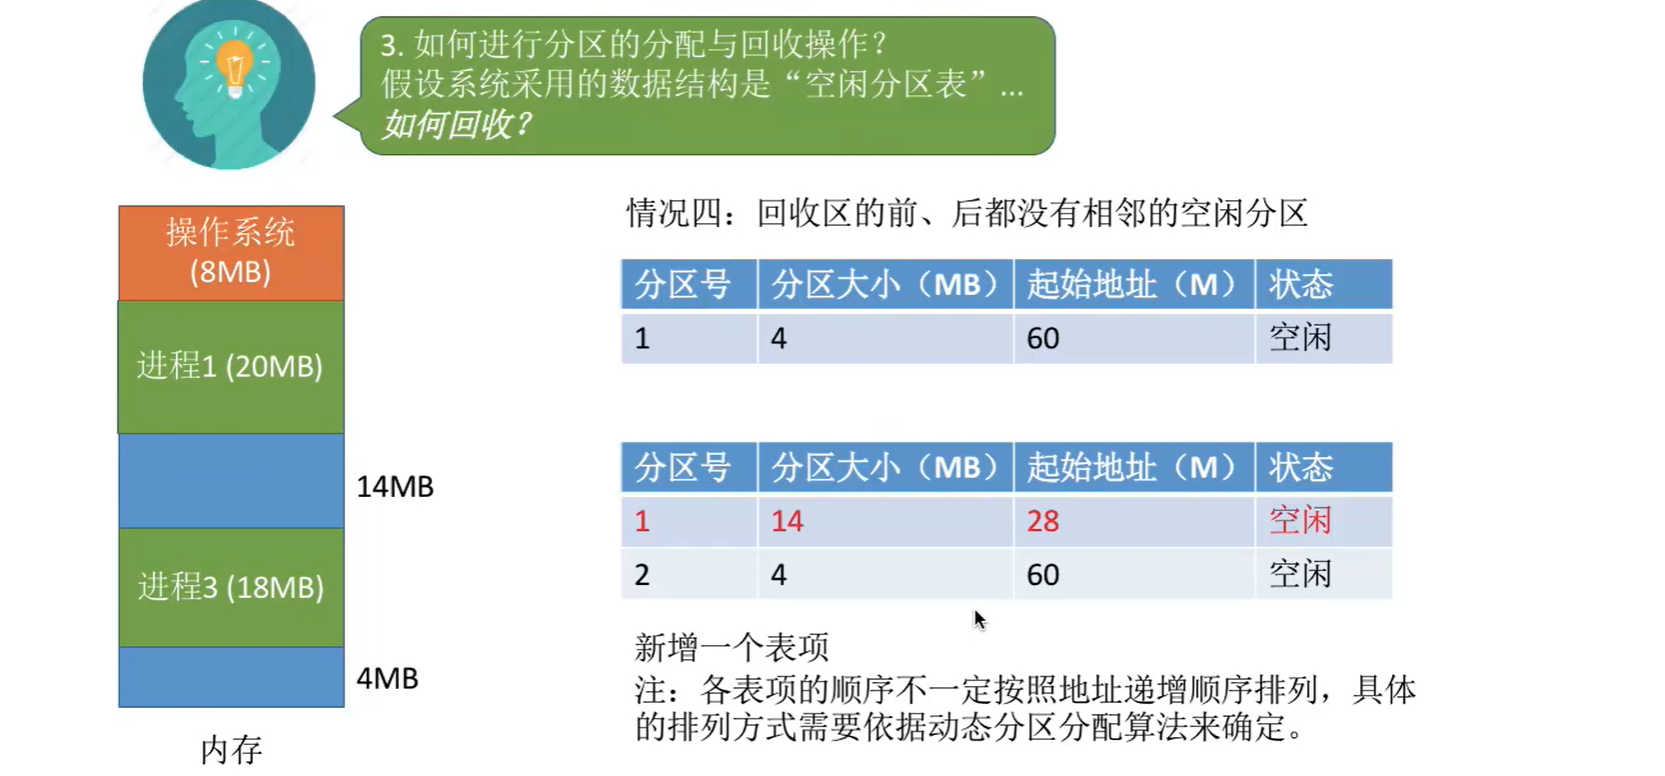 3. 如何进行分区的分配与回收操作？
假设系统采用的数据结构是“空闲分区表”...
如何回收？
操作系统
(8MB)
进程1 (20MB)
14MB
进程3 (18MB)
4MB
内存
情况四：回收区的前、后都没有相邻的空闲分区
分区号 分区大小（MB） 起始地址（M） 状态
1 4 60 空闲
分区号 分区大小（MB） 起始地址（M） 状态
1 14 28 空闲
2 4 60 空闲
新增一个表项
注：各表项的顺序不一定按照地址递增顺序排列，具体
的排列方式需要依据动态分区分配算法来确定。